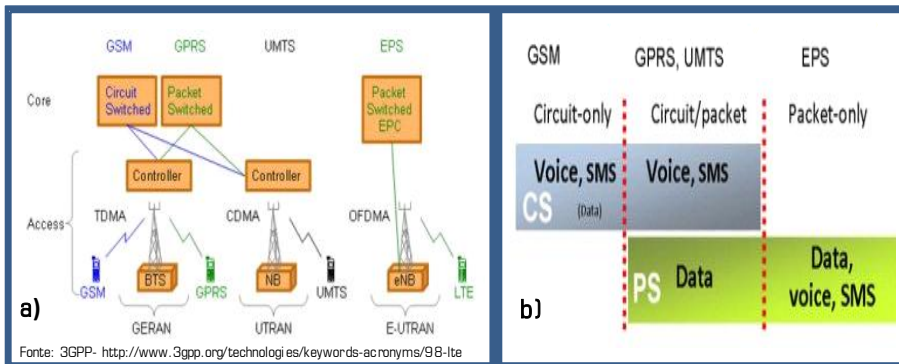 GSM GPRS UMTS EPS
Core
Circuit
Switched
Packet
Switched
Packet
Switched
EPC
Controller
Controller
Access
TDMA
CDMA
OFDMA
BTS
NB
eNB
GSM
GPRS
UMTS
LTE
a)
GERAN
UTRAN
E-UTRAN
Fonte: 3GPP- http://www.3gpp.org/technologies/keywords-acronyms/98-lte
GSM
GPRS, UMTS
EPS
Circuit-only
Circuit/packet
Packet-only
Voice, SMS
Voice, SMS
CS
(Data)
PS
Data
Data,
voice, SMS
b)